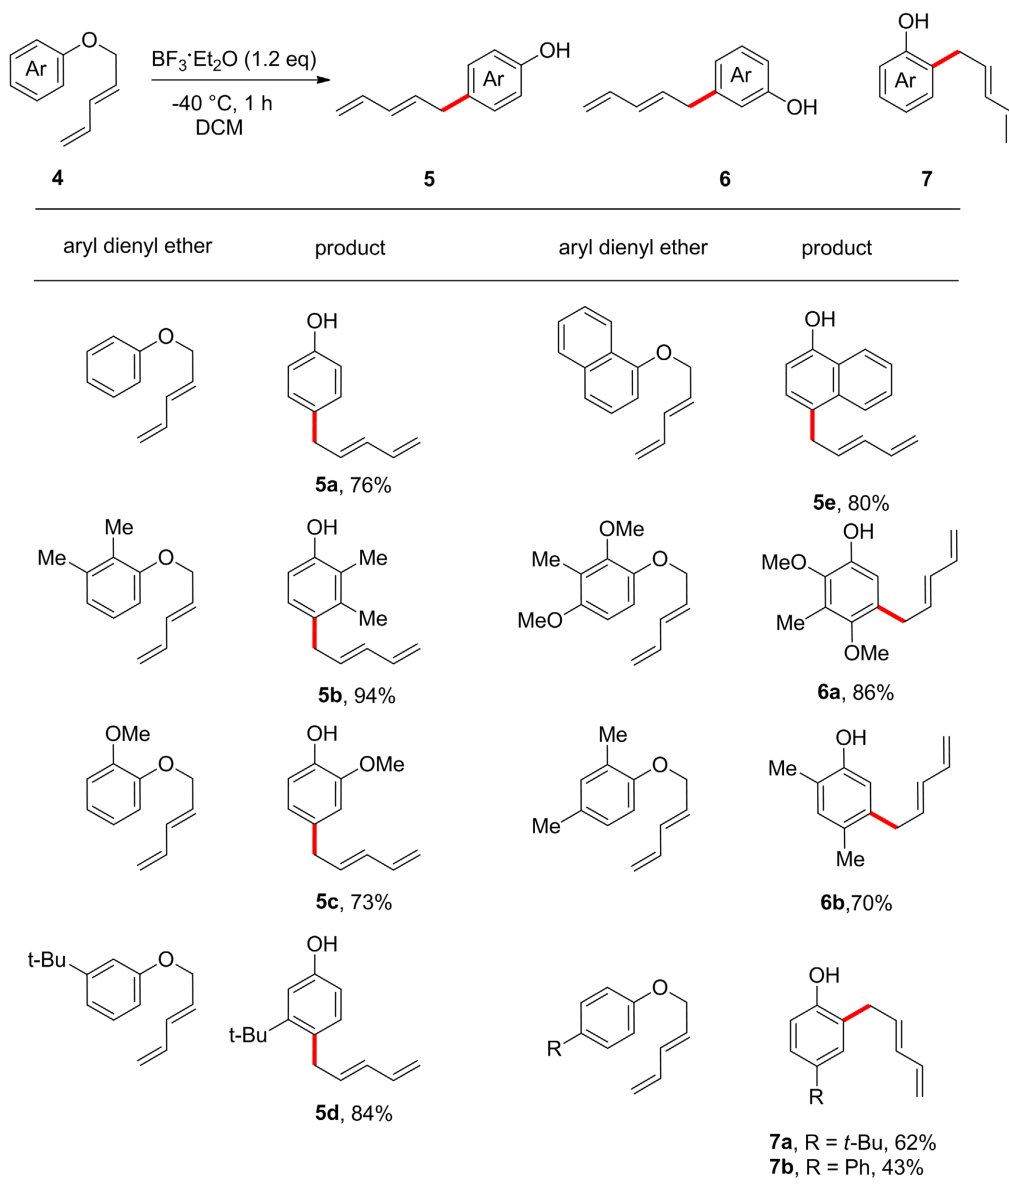 O
Ar
BF3·Et2O (1.2 eq)
-40 °C, 1 h
DCM
Ar
OH
Ar
OH
OH
Ar
4
5
6
7
aryl dienyl ether
product
aryl dienyl ether
product
O
OH
5a, 76%
O
OH
5e, 80%
Me
Me
O
OH
Me
Me
5b, 94%
OMe
Me
O
MeO
OH
MeO
Me
OMe
6a, 86%
OMe
O
OH
OMe
5c, 73%
Me
O
Me
OH
Me
Me
6b,70%
t-Bu
O
OH
t-Bu
5d, 84%
O
R
OH
R
7a, R = t-Bu, 62%
7b, R = Ph, 43%